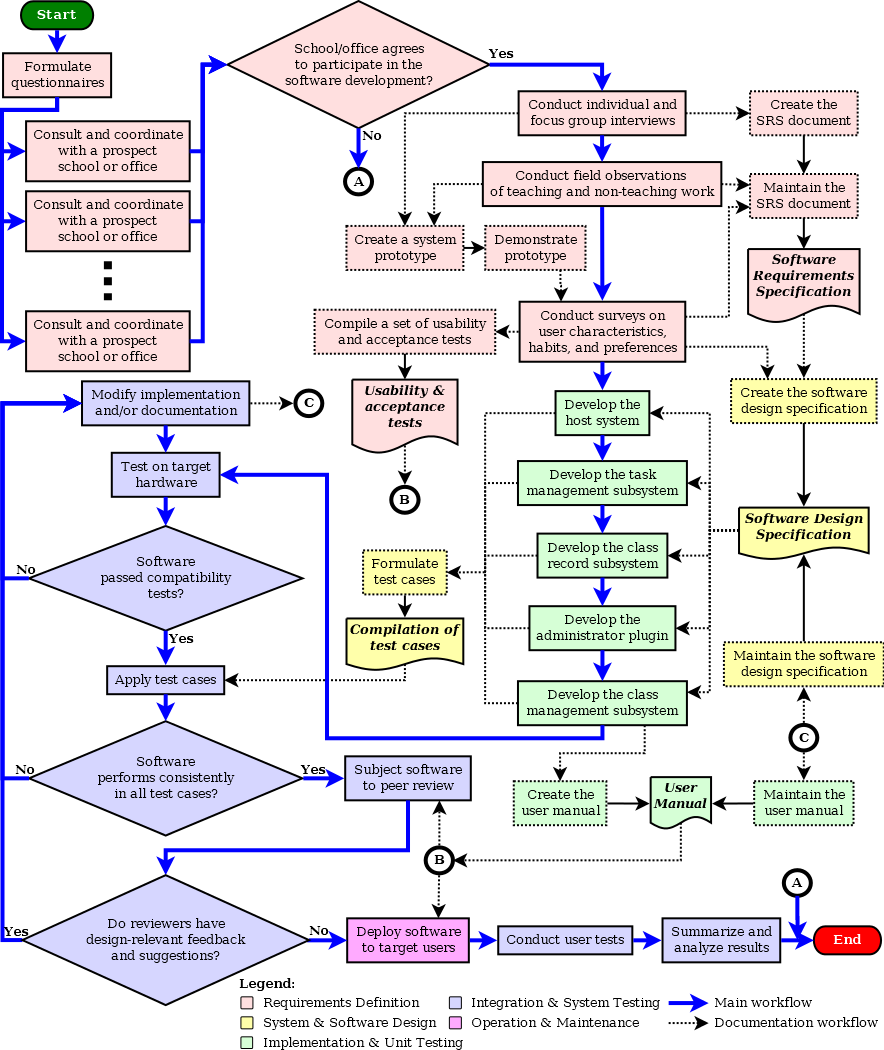 Start
Formulate
questionnaires
Consult and coordinate
with a prospect
school or office
Consult and coordinate
with a prospect
school or office
Consult and coordinate
with a prospect
school or office
School/office agrees
to participate in the
software development?
Yes
No
A
Conduct individual and
focus group interviews
Create the
SRS document
Conduct field observations
of teaching and non-teaching work
Maintain the
SRS document
Create a system
prototype
Demonstrate
prototype
Software
Requirements
Specification
Conduct surveys on
user characteristics,
habits, and preferences
Compile a set of usability
and acceptance tests
Usability &
acceptance
tests
B
Create the software
design specification
Modify implementation
and/or documentation
C
Develop the
host system
Test on target
hardware
Develop the task
management subsystem
Software Design
Specification
Software
passed compatibility
tests?
No
Yes
Formulate
test cases
Develop the class
record subsystem
Compilation of
test cases
Develop the
administrator plugin
Maintain the software
design specification
Apply test cases
Develop the class
management subsystem
C
Software
performs consistently
in all test cases?
No
Yes
Subject software
to peer review
Create the
user manual
User
Manual
Maintain the
user manual
B
A
Do reviewers have
design-relevant feedback
and suggestions?
Yes
No
Deploy software
to target users
Conduct user tests
Summarize and
analyze results
End
Legend:
Requirements Definition
Integration & System Testing
Main workflow
System & Software Design
Operation & Maintenance
Documentation workflow
Implementation & Unit Testing